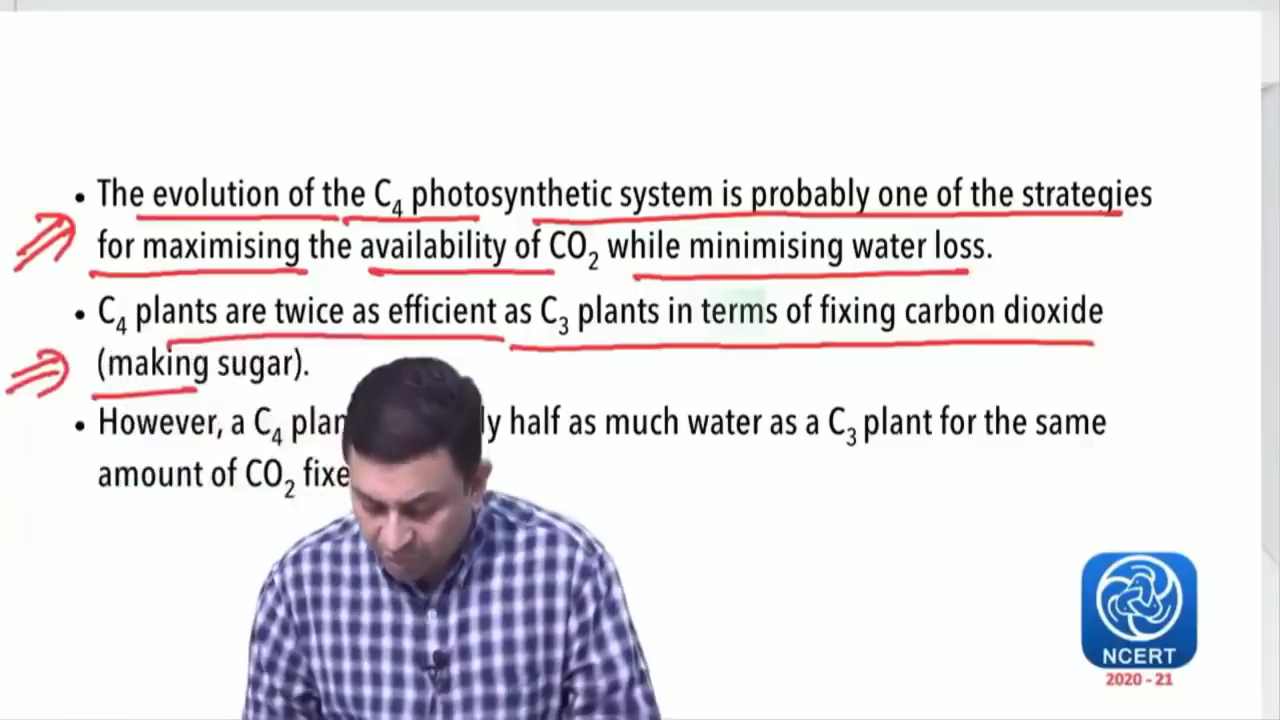 • The evolution of the C₄ photosynthetic system is probably one of the strategies
for maximising the availability of CO₂ while minimising water loss.
• C₄ plants are twice as efficient as C₃ plants in terms of fixing carbon dioxide
(making sugar).
• However, a C₄ half as much water as a C₃ plant for the same
amount of CO₂
NCERT
2020 - 21